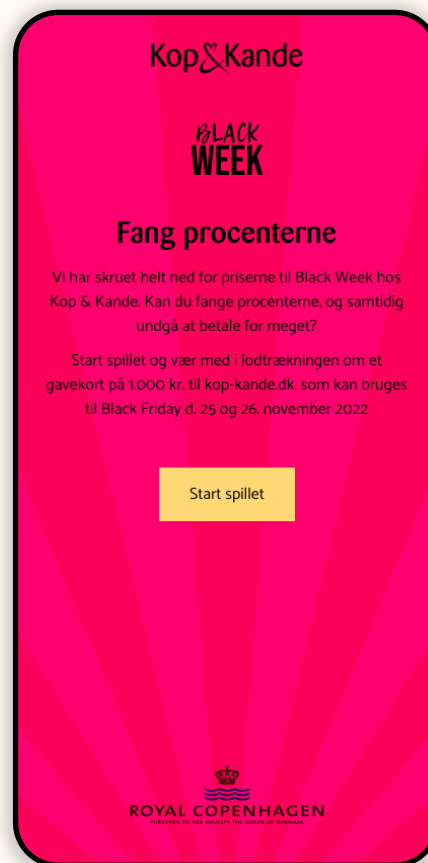 Kop&Kande
BLACK
WEEK
Fang procenterne
Vi har skruet helt ned for priserne til Black Week hos
Kop & Kande. Kan du fange procenterne, og samtidig
undgå at betale for meget?
Start spillet og vær med i lodtrækningen om et
gavekort på 1.000 kr. til kop-kande.dk, som kan bruges
til Black Friday d. 25 og 26. november 2022
Start spillet
ROYAL COPENHAGEN
PURVEYOR TO HER MAJESTY THE QUEEN OF DENMARK